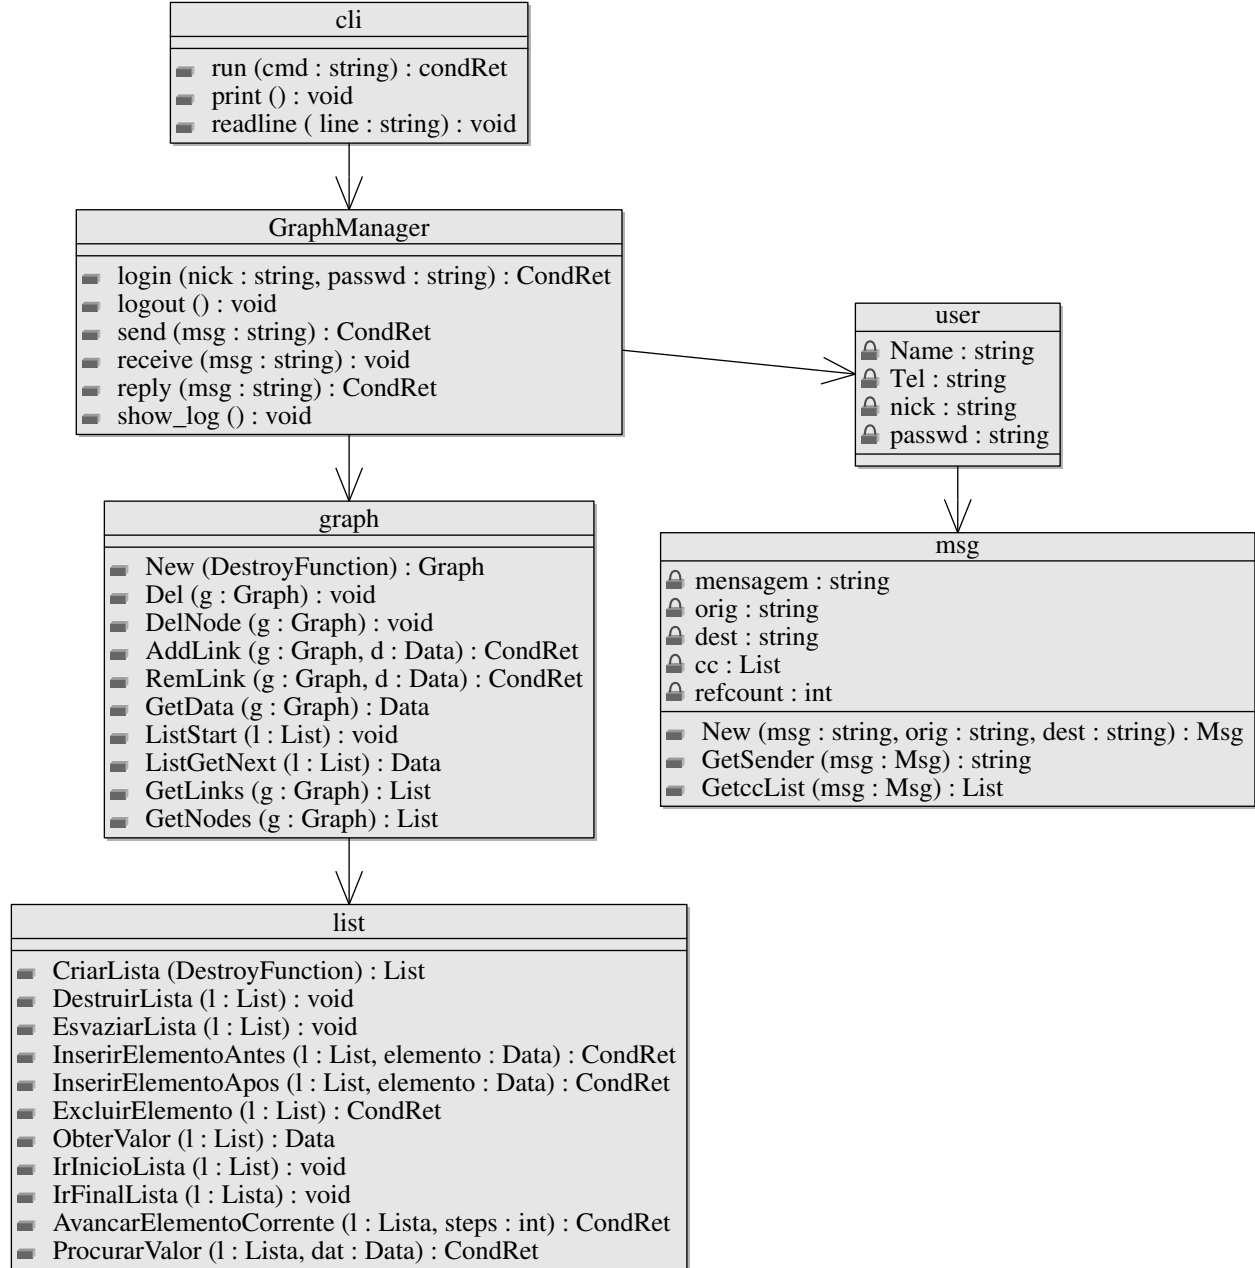 cli
run (cmd : string) : condRet
print () : void
readline ( line : string) : void
GraphManager
login (nick : string, passwd : string) : CondRet
logout () : void
send (msg : string) : CondRet
receive (msg : string) : void
reply (msg : string) : CondRet
show_log () : void
user
Name : string
Tel : string
nick : string
passwd : string
graph
New (DestroyFunction) : Graph
Del (g : Graph) : void
DelNode (g : Graph) : void
AddLink (g : Graph, d : Data) : CondRet
RemLink (g : Graph, d : Data) : CondRet
GetData (g : Graph) : Data
ListStart (l : List) : void
ListGetNext (l : List) : Data
GetLinks (g : Graph) : List
GetNodes (g : Graph) : List
msg
mensagem : string
orig : string
dest : string
cc : List
refcount : int
New (msg : string, orig : string, dest : string) : Msg
GetSender (msg : Msg) : string
GetccList (msg : Msg) : List
list
CriarLista (DestroyFunction) : List
DestruirLista (l : List) : void
EsvaziarLista (l : List) : void
InserirElementoAntes (l : List, elemento : Data) : CondRet
InserirElementoApos (l : List, elemento : Data) : CondRet
ExcluirElemento (l : List) : CondRet
ObterValor (l : List) : Data
IrInicioLista (l : List) : void
IrFinalLista (l : Lista) : void
AvancarElementoCorrente (l : Lista, steps : int) : CondRet
ProcurarValor (l : Lista, dat : Data) : CondRet